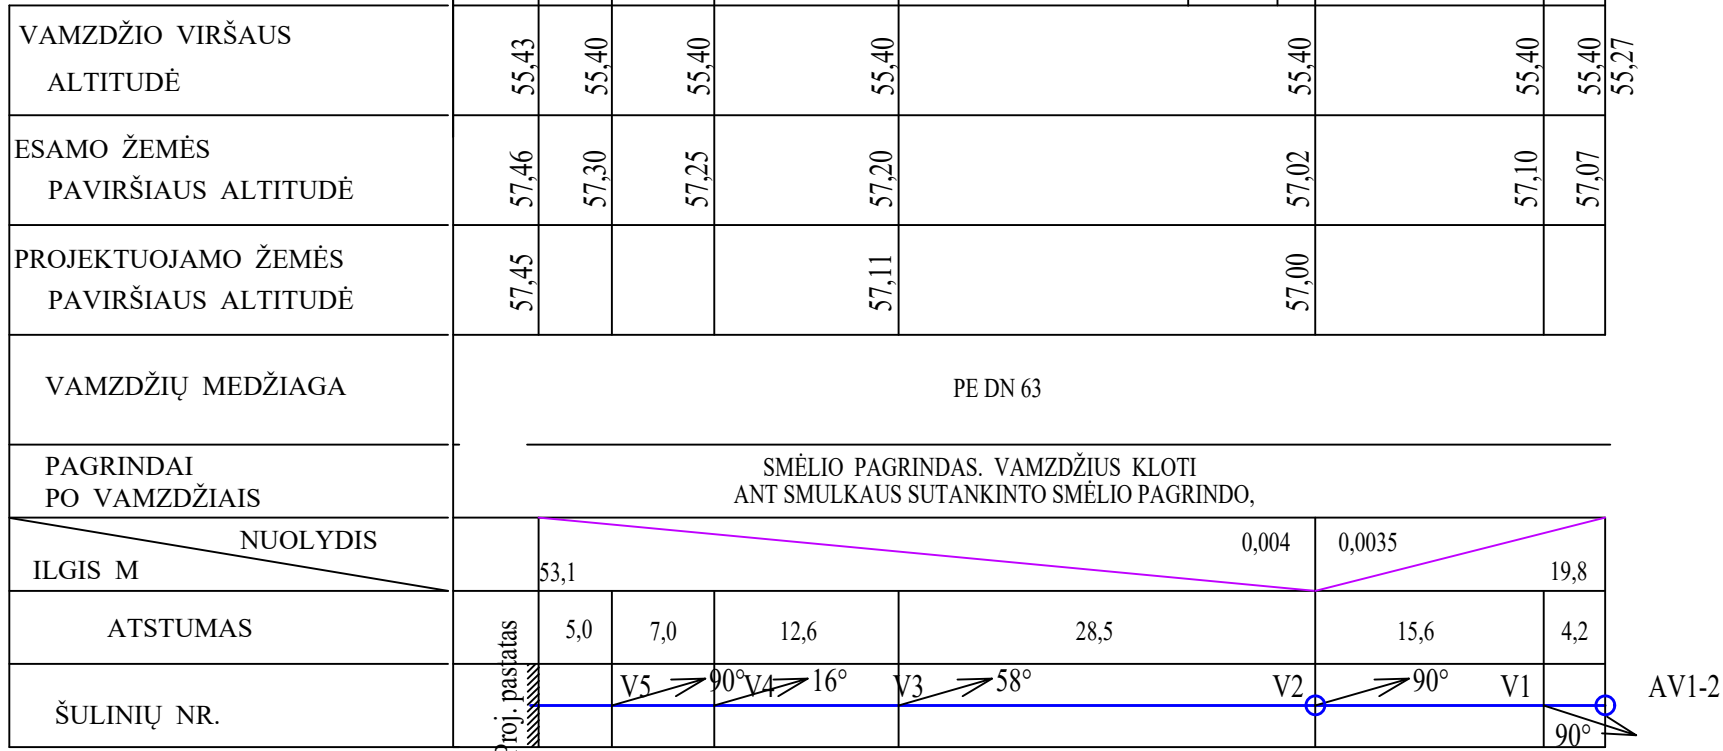 VAMZDŽIO VIRŠAUS
ALTITUDĖ
55,43 55,40 55,40 55,40 55,40 55,40 55,40 55,27
ESAMO ŽEMĖS
PAVIRŠIAUS ALTITUDĖ
57,46 57,30 57,25 57,20 57,02 57,10 57,07
PROJEKTUOJAMO ŽEMĖS
PAVIRŠIAUS ALTITUDĖ
57,45 57,11 57,00
VAMZDŽIŲ MEDŽIAGA
PE DN 63
PAGRINDAI
PO VAMZDŽIAIS
SMĖLIO PAGRINDAS. VAMZDŽIUS KLOTI
ANT SMULKAUS SUTANKINTO SMĖLIO PAGRINDO,
NUOLYDIS
ILGIS M
0,004 0,0035
53,1 19,8
ATSTUMAS
5,0 7,0 12,6 28,5 15,6 4,2
ŠULINIŲ NR.
Proj. pastatas
V5 90° V4 16° V3 58° V2 90° V1 AV1-2
90°